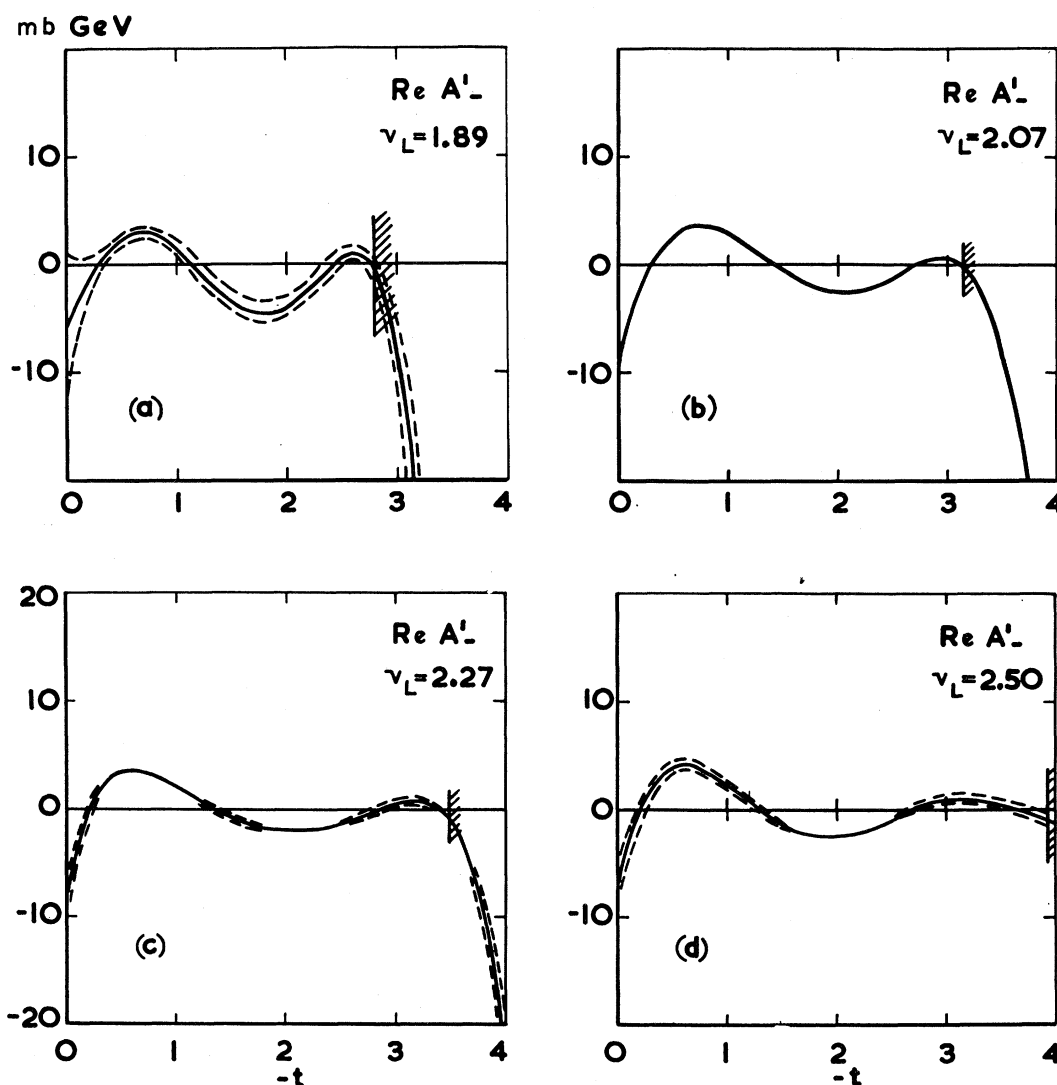 mb GeV
Re A'_
ν_L=1.89
10
0
-10
(a)
0 1 2 3 4
Re A'_
ν_L=2.07
10
0
-10
(b)
0 1 2 3 4
20
Re A'_
ν_L=2.27
10
0
-10
(c)
-20
0 1 2 3 4
-t
Re A'_
ν_L=2.50
10
0
-10
(d)
0 1 2 3 4
-t